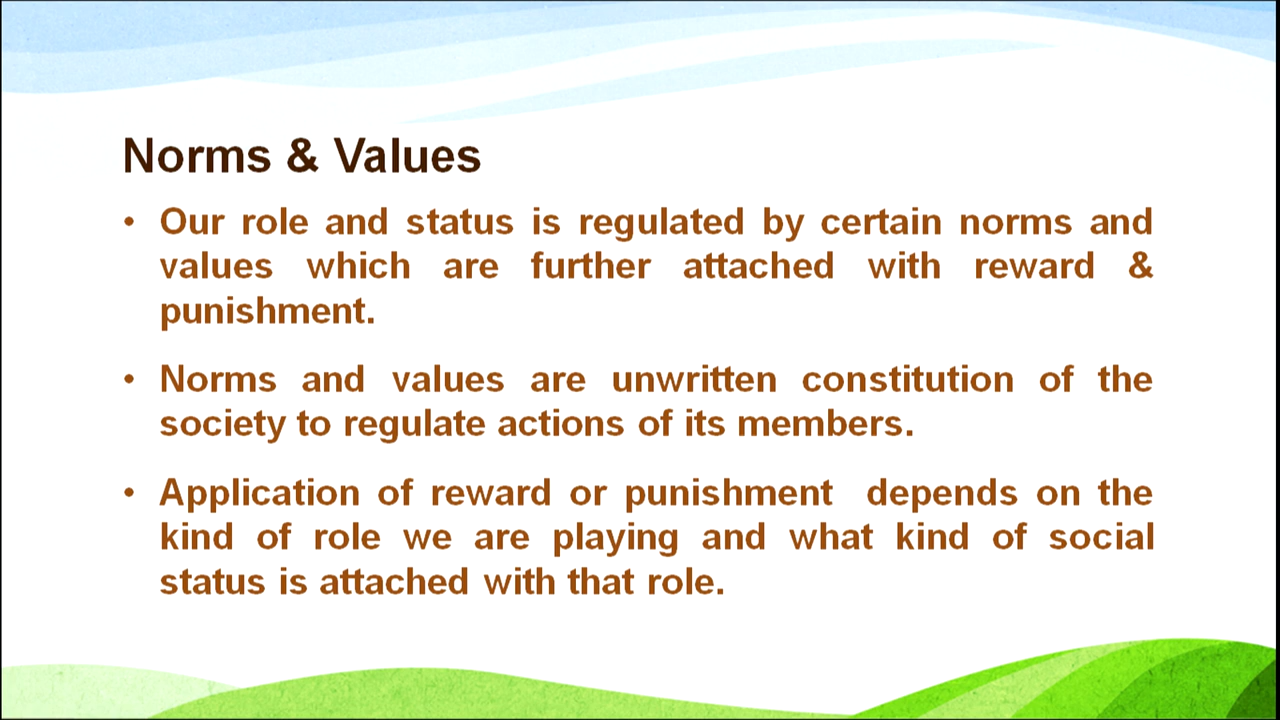 Norms & Values
• Our role and status is regulated by certain norms and
values which are further attached with reward &
punishment.
• Norms and values are unwritten constitution of the
society to regulate actions of its members.
• Application of reward or punishment depends on the
kind of role we are playing and what kind of social
status is attached with that role.